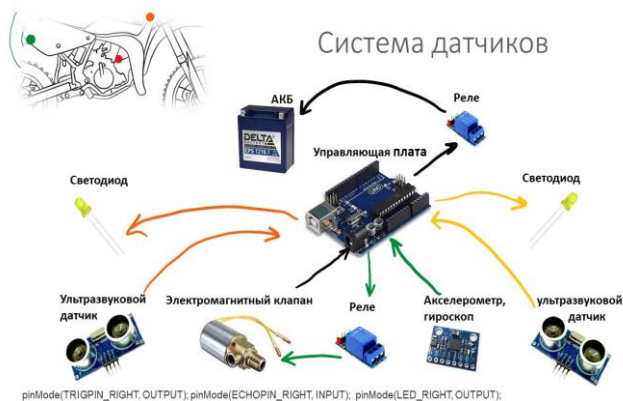 Система датчиков
АКБ
Реле
DELTA
Управляющая плата
Светодиод
Светодиод
Ультразвуковой
датчик
Электромагнитный клапан
Реле
Акселерометр,
гироскоп
ультразвуковой
датчик
pinMode(TRIGPIN_RIGHT, OUTPUT); pinMode(ECHOPIN_RIGHT, INPUT); pinMode(LED_RIGHT, OUTPUT);